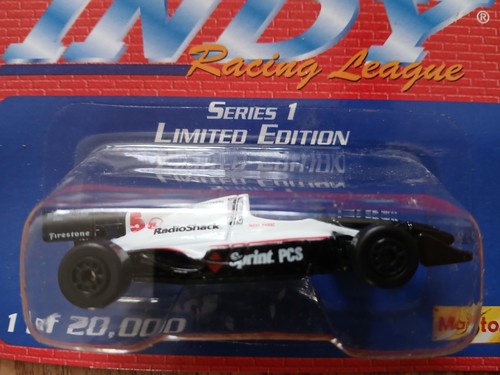 INDY ®
Racing League
SERIES 1
LIMITED EDITION
Firestone
5
RadioShack
Sprint PCS
1 of 20,000
Maisto